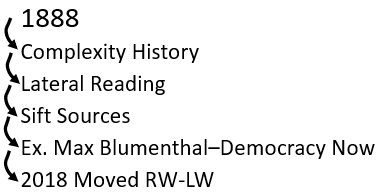 1888
Complexity History
Lateral Reading
Sift Sources
Ex. Max Blumenthal–Democracy Now
2018 Moved RW-LW